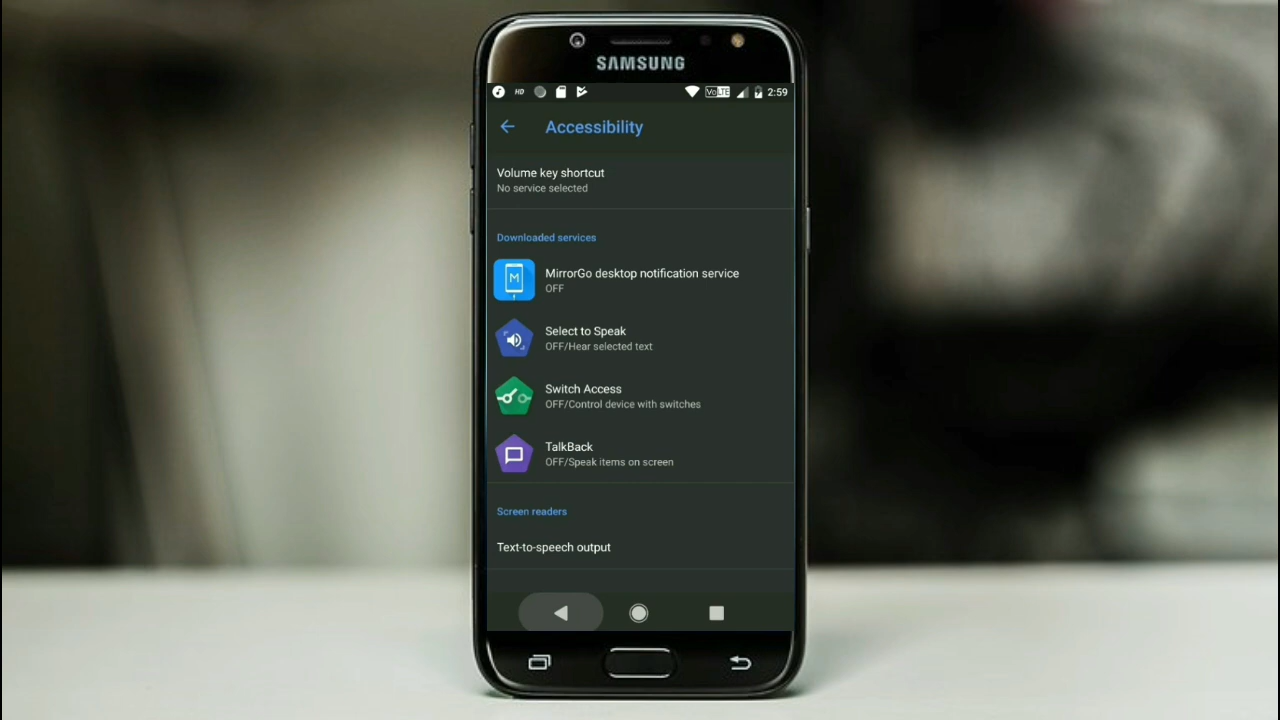 SAMSUNG
HD
VoLTE
2:59
Accessibility
Volume key shortcut
No service selected
Downloaded services
M
MirrorGo desktop notification service
OFF
Select to Speak
OFF/Hear selected text
Switch Access
OFF/Control device with switches
TalkBack
OFF/Speak items on screen
Screen readers
Text-to-speech output